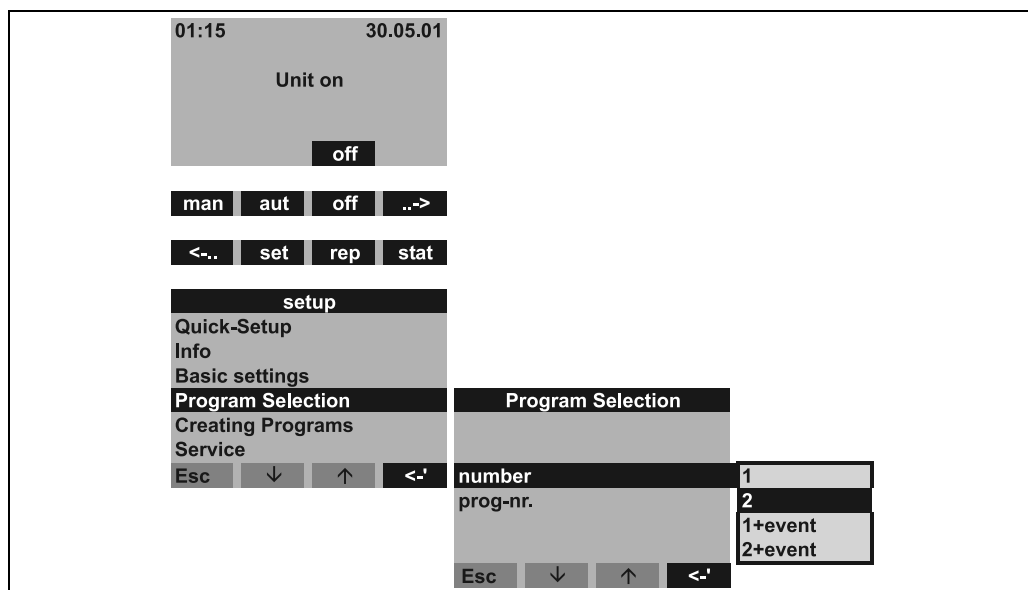 01:15 30.05.01
Unit on
off
man aut off ..->
<-.. set rep stat
setup
Quick-Setup
Info
Basic settings
Program Selection
Creating Programs
Service
Esc ↓ ↑ <-'
Program Selection
number
prog-nr.
Esc ↓ ↑ <-'
1
2
1+event
2+event